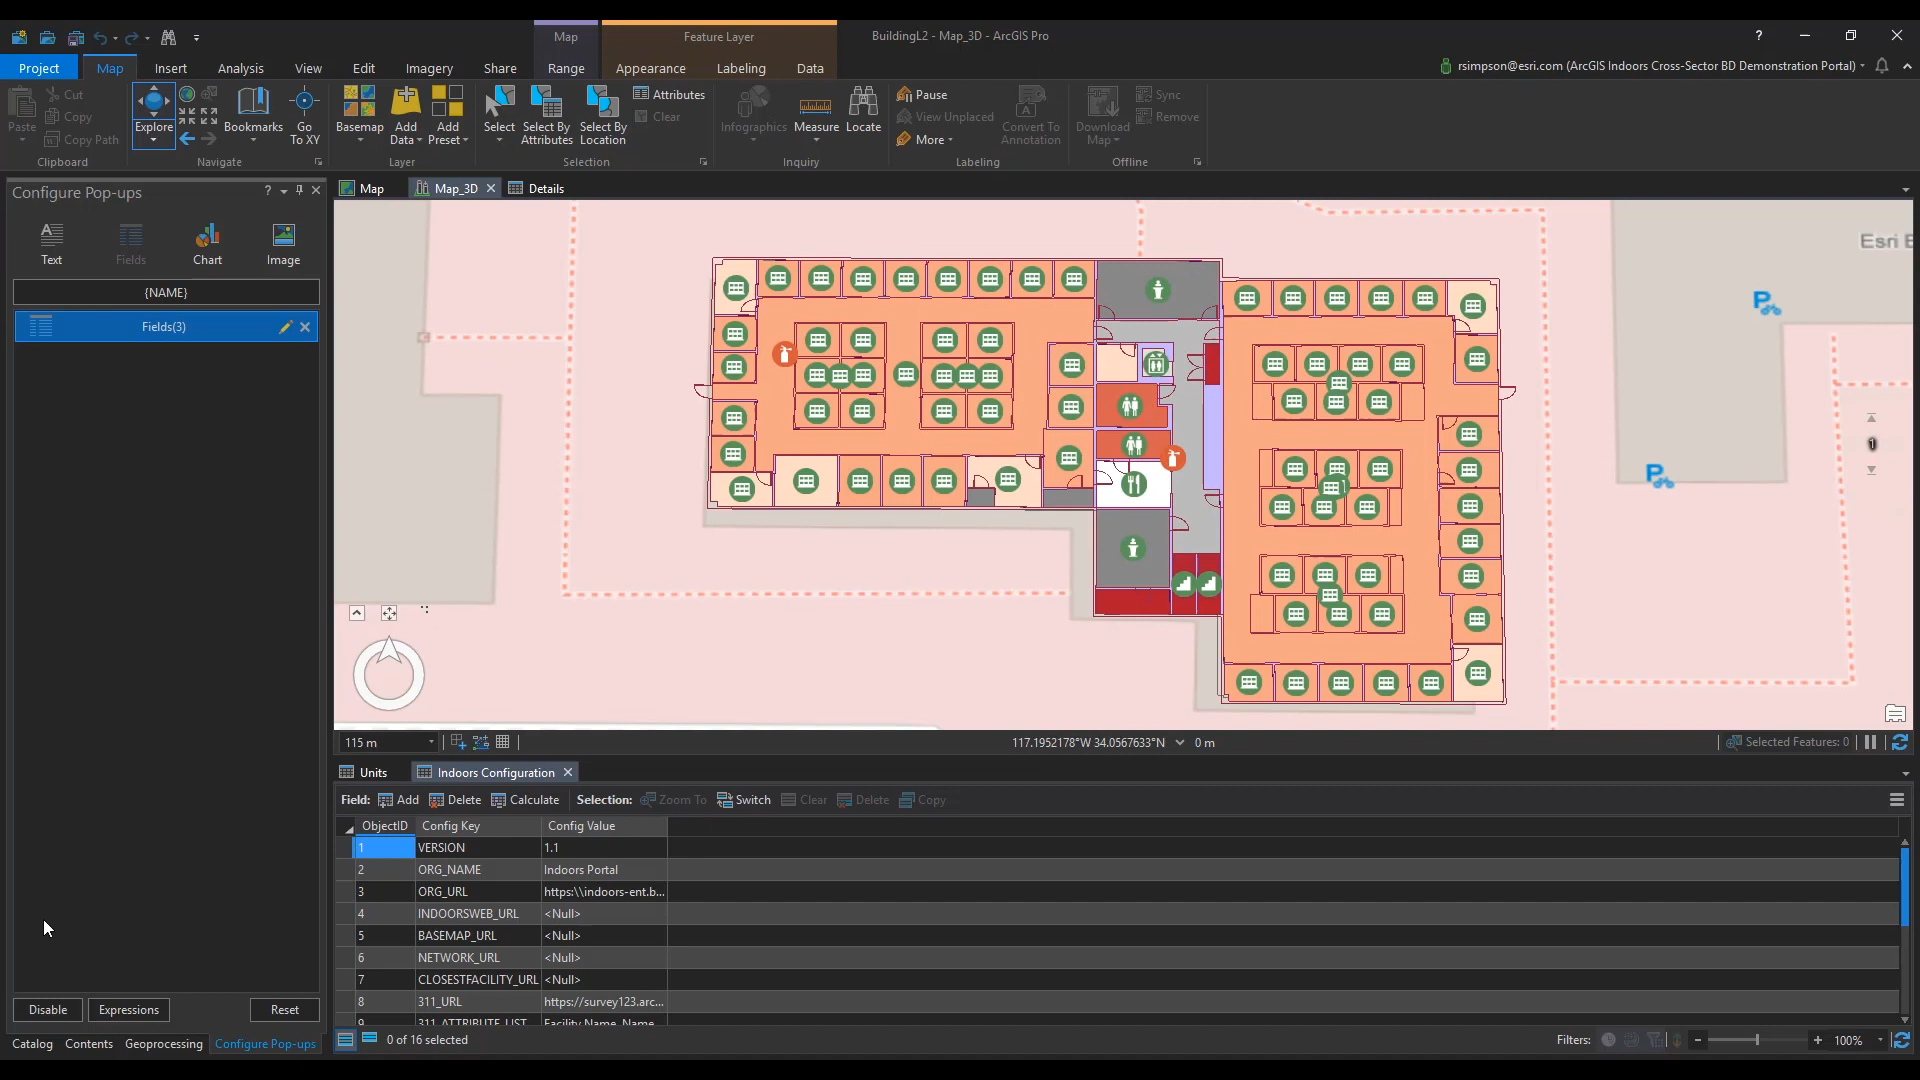 Map
Feature Layer
BuildingL2 - Map_3D - ArcGIS Pro
?
Project
Map
Insert
Analysis
View
Edit
Imagery
Share
Range
Appearance
Labeling
Data
rsimpson@esri.com (ArcGIS Indoors Cross-Sector BD Demonstration Portal)
Paste
Cut
Copy
Copy Path
Clipboard
Explore
Bookmarks
Go To XY
Navigate
Basemap
Add Data
Add Preset
Layer
Select
Select By Attributes
Select By Location
Attributes
Clear
Selection
Infographics
Measure
Locate
Inquiry
Pause
View Unplaced
More
Convert To Annotation
Labeling
Download Map
Sync
Remove
Offline
Configure Pop-ups
?
Map
Map_3D
Details
Text
Fields
Chart
Image
{NAME}
Fields(3)
Esri B
P
P
1
115 m
117.1952178°W 34.0567633°N
0 m
Selected Features: 0
Units
Indoors Configuration
Field:
Add
Delete
Calculate
Selection:
Zoom To
Switch
Clear
Delete
Copy
ObjectID Config Key Config Value
1 VERSION 1.1
2 ORG_NAME Indoors Portal
3 ORG_URL https:\\indoors-ent.b...
4 INDOORSWEB_URL <Null>
5 BASEMAP_URL <Null>
6 NETWORK_URL <Null>
7 CLOSESTFACILITY_URL <Null>
8 311_URL https://survey123.arc...
9 311_ATTRIBUTE_LIST Facility Name, Name
Disable
Expressions
Reset
Catalog
Contents
Geoprocessing
Configure Pop-ups
0 of 16 selected
Filters:
100%